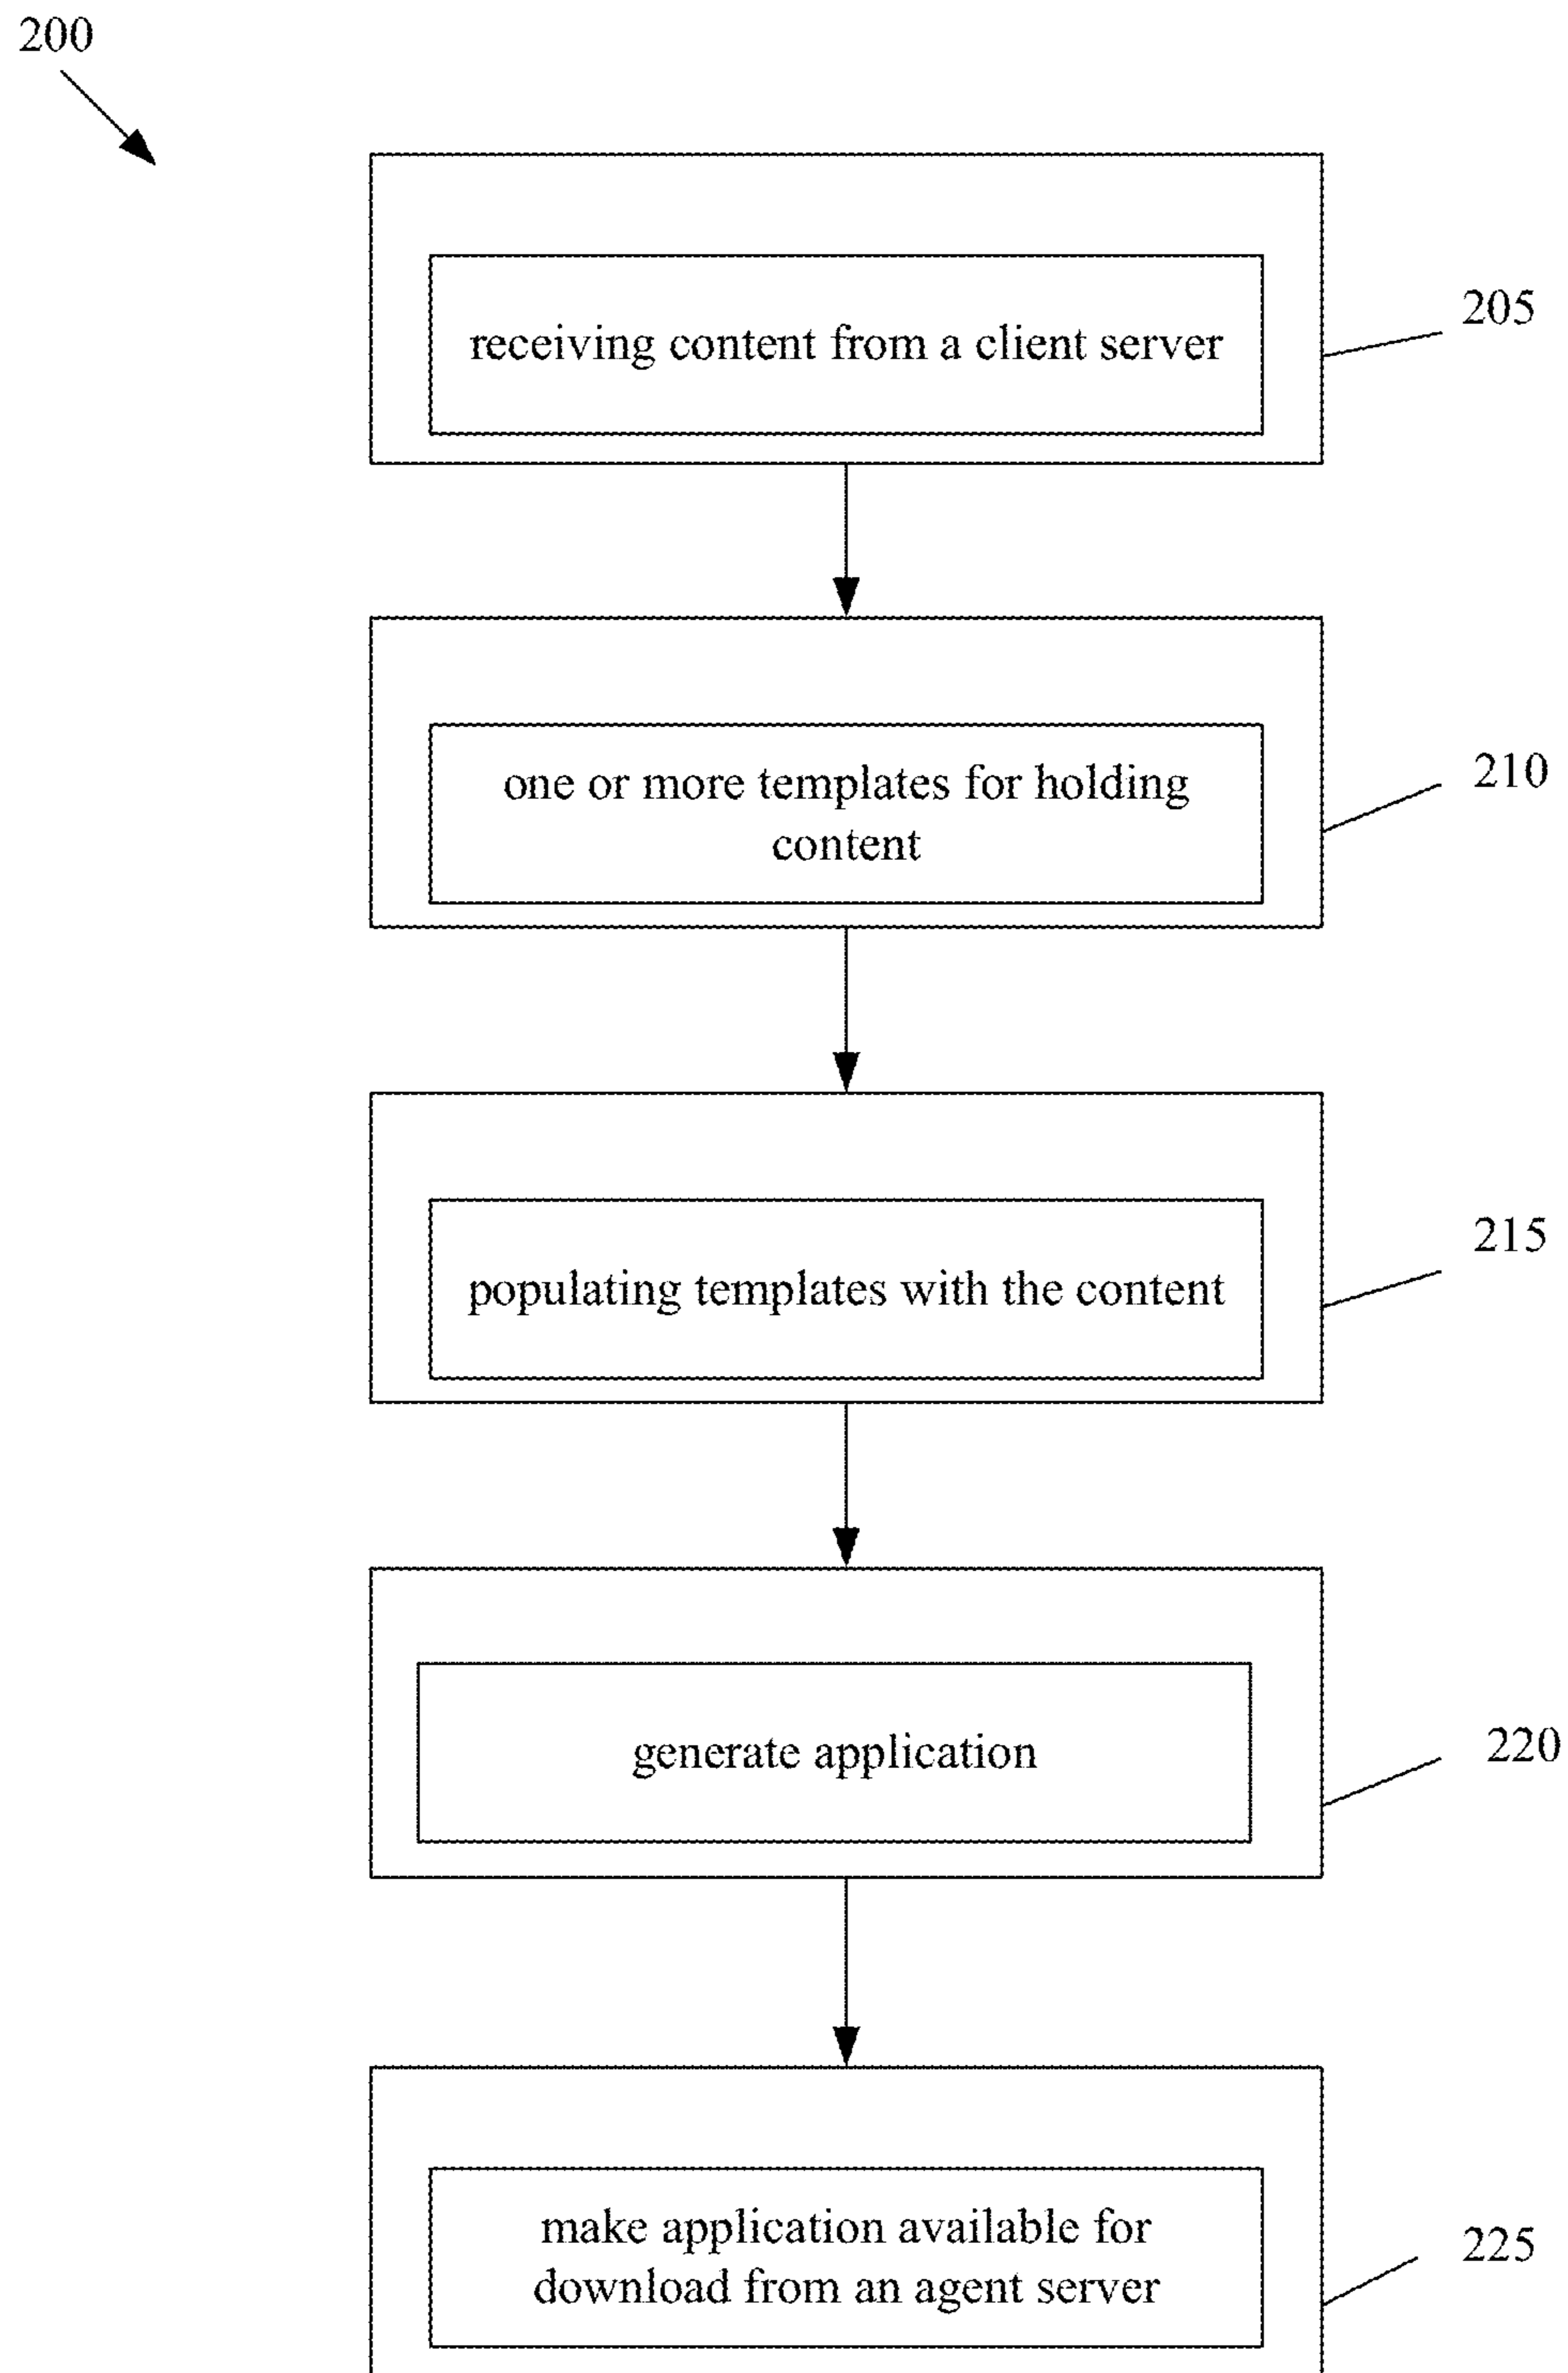 200
receiving content from a client server
205
one or more templates for holding
content
210
populating templates with the content
215
generate application
220
make application available for
download from an agent server
225